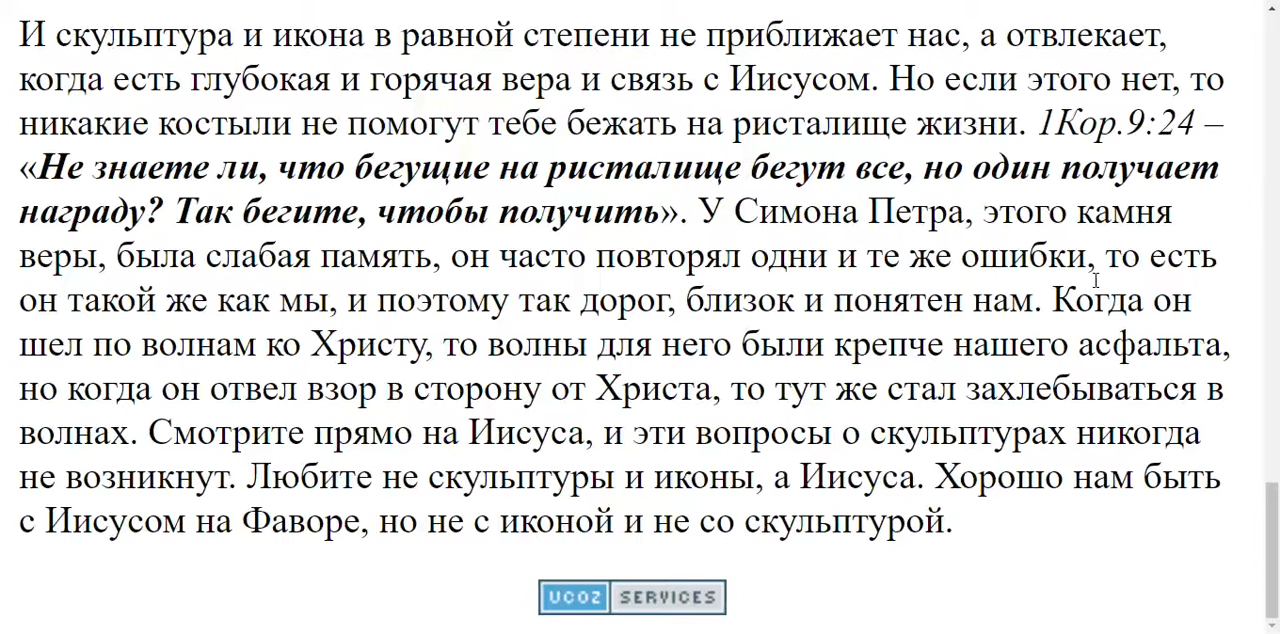 И скульптура и икона в равной степени не приближает нас, а отвлекает,
когда есть глубокая и горячая вера и связь с Иисусом. Но если этого нет, то
никакие костыли не помогут тебе бежать на ристалище жизни. 1Кор.9:24 –
«Не знаете ли, что бегущие на ристалище бегут все, но один получает
награду? Так бегите, чтобы получить». У Симона Петра, этого камня
веры, была слабая память, он часто повторял одни и те же ошибки, то есть
он такой же как мы, и поэтому так дорог, близок и понятен нам. Когда он
шел по волнам ко Христу, то волны для него были крепче нашего асфальта,
но когда он отвел взор в сторону от Христа, то тут же стал захлебываться в
волнах. Смотрите прямо на Иисуса, и эти вопросы о скульптурах никогда
не возникнут. Любите не скульптуры и иконы, а Иисуса. Хорошо нам быть
с Иисусом на Фаворе, но не с иконой и не со скульптурой.
UCOZ SERVICES